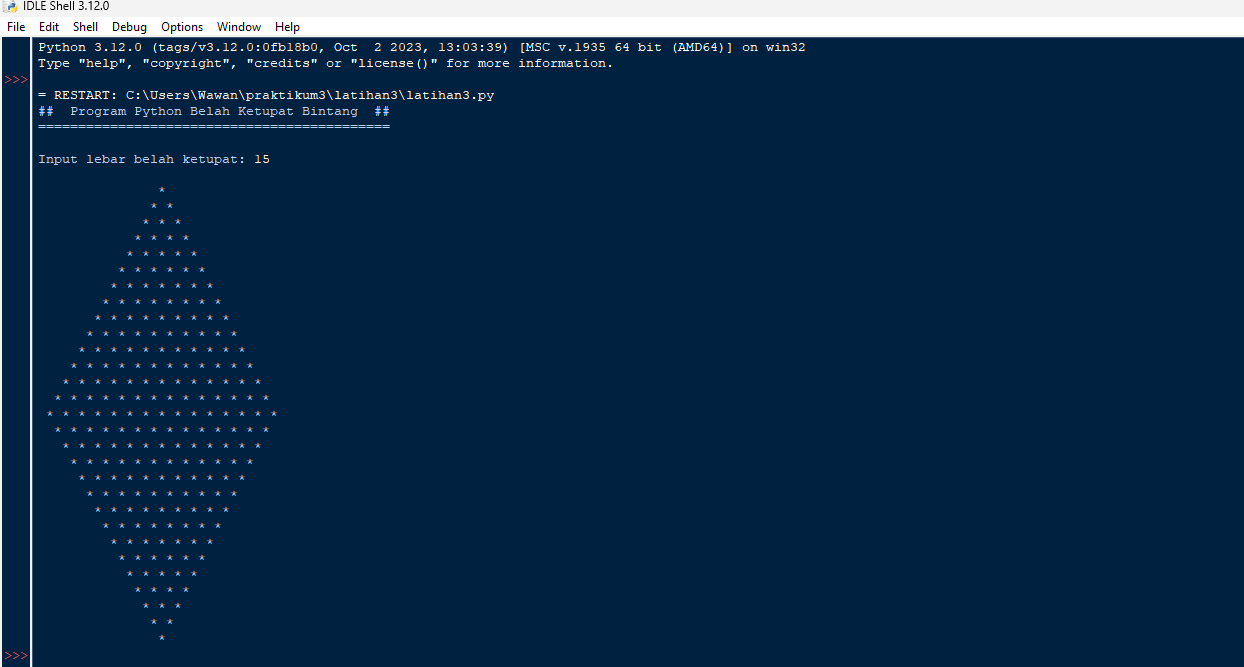 IDLE Shell 3.12.0
File Edit Shell Debug Options Window Help
Python 3.12.0 (tags/v3.12.0:0fb18b0, Oct  2 2023, 13:03:39) [MSC v.1935 64 bit (AMD64)] on win32
Type "help", "copyright", "credits" or "license()" for more information.
>>>
= RESTART: C:\Users\Wawan\praktikum3\latihan3\latihan3.py
##  Program Python Belah Ketupat Bintang  ##
============================================
Input lebar belah ketupat: 15
               *
              * *
             * * *
            * * * *
           * * * * *
          * * * * * *
         * * * * * * *
        * * * * * * * *
       * * * * * * * * *
      * * * * * * * * * *
     * * * * * * * * * * *
    * * * * * * * * * * * *
   * * * * * * * * * * * * *
  * * * * * * * * * * * * * *
 * * * * * * * * * * * * * * *
  * * * * * * * * * * * * * *
   * * * * * * * * * * * * *
    * * * * * * * * * * * *
     * * * * * * * * * * *
      * * * * * * * * * *
       * * * * * * * * *
        * * * * * * * *
         * * * * * * *
          * * * * * *
           * * * * *
            * * * *
             * * *
              * *
               *
>>>